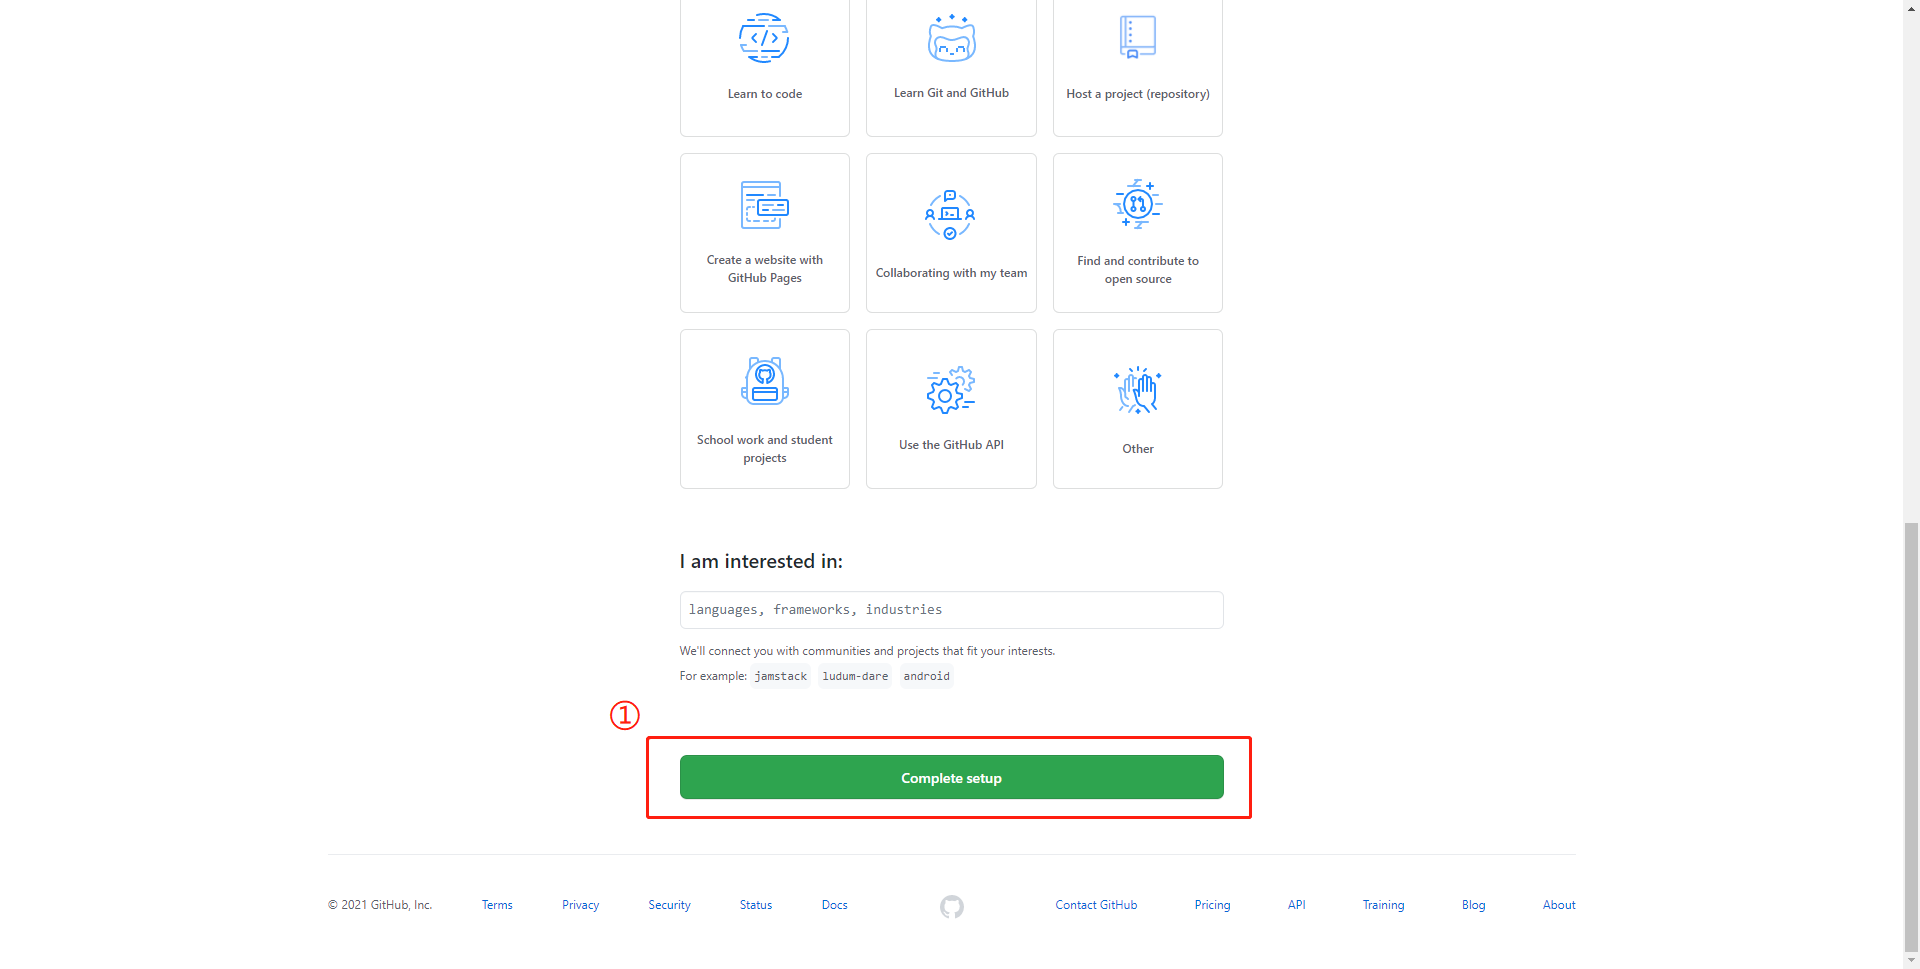 Learn to code
Learn Git and GitHub
Host a project (repository)
Create a website with
GitHub Pages
Collaborating with my team
Find and contribute to
open source
School work and student
projects
Use the GitHub API
Other
I am interested in:
languages, frameworks, industries
We'll connect you with communities and projects that fit your interests.
For example: jamstack ludum-dare android
①
Complete setup
© 2021 GitHub, Inc. Terms Privacy Security Status Docs Contact GitHub Pricing API Training Blog About